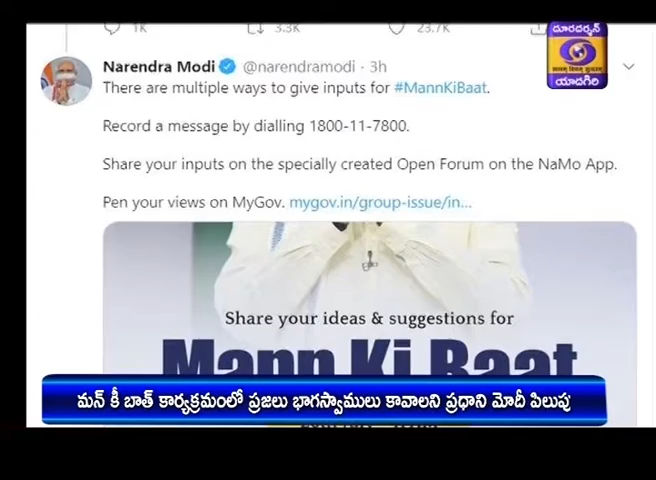 1K 3.3K 23.7K
దూరదర్శన్
యాదగిరి
Narendra Modi @narendramodi · 3h
There are multiple ways to give inputs for #MannKiBaat.
Record a message by dialling 1800-11-7800.
Share your inputs on the specially created Open Forum on the NaMo App.
Pen your views on MyGov. mygov.in/group-issue/in...
Share your ideas & suggestions for
Mann Ki Baat
మన్ కీ బాత్ కార్యక్రమంలో ప్రజలు భాగస్వాములు కావాలని ప్రధాని మోదీ పిలుపు